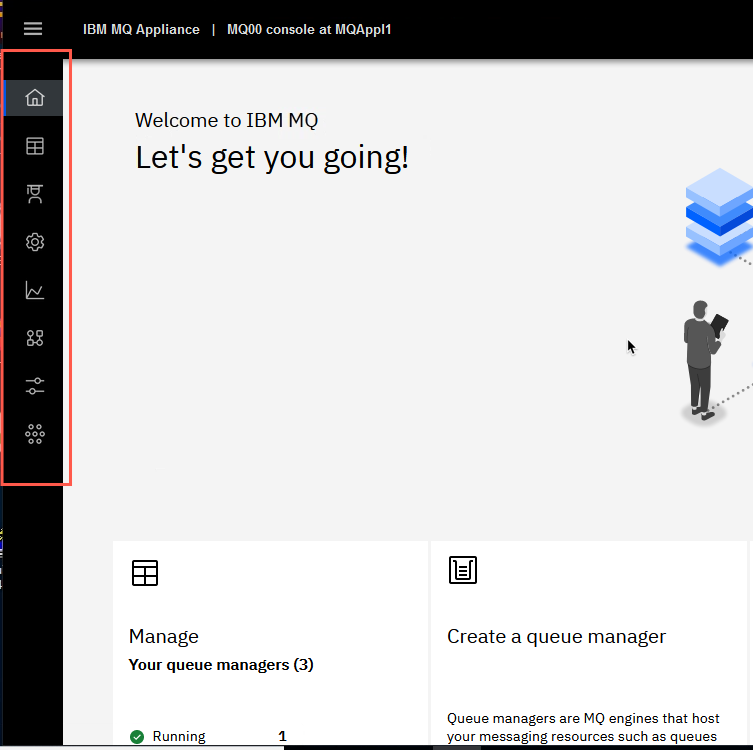 IBM MQ Appliance | MQ00 console at MQAppl1
Welcome to IBM MQ
Let's get you going!
Manage
Your queue managers (3)
Running 1
Create a queue manager
Queue managers are MQ engines that host
your messaging resources such as queues